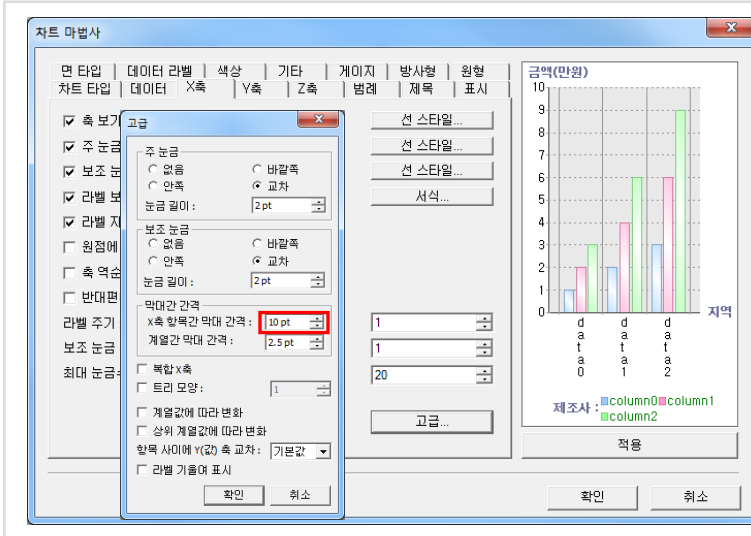 차트 마법사
면 타입 데이터 라벨 색상 기타 게이지 방사형 원형
차트 타입 데이터 X축 Y축 Z축 범례 제목 표시
축 보기
선 스타일...
주 눈금
선 스타일...
보조 눈
선 스타일...
라벨 보
서식...
라벨 지
원점에
축 역순
반대편
라벨 주기
1
보조 눈금
1
최대 눈금
20
고급...
고급
주 눈금
없음 바깥쪽
안쪽 교차
눈금 길이 : 2 pt
보조 눈금
없음 바깥쪽
안쪽 교차
눈금 길이 : 2 pt
막대간 간격
X축 항목간 막대 간격 : 10 pt
계열간 막대 간격 : 2.5 pt
복합 X축
트리 모양 : 1
계열값에 따라 변화
상위 계열값에 따라 변화
항목 사이에 Y(값) 축 교차 : 기본값
라벨 기울여 표시
확인 취소
금액(만원)
10
9
8
7
6
5
4
3
2
1
0
지역
data0 data1 data2
제조사 : column0 column1
column2
적용
확인 취소